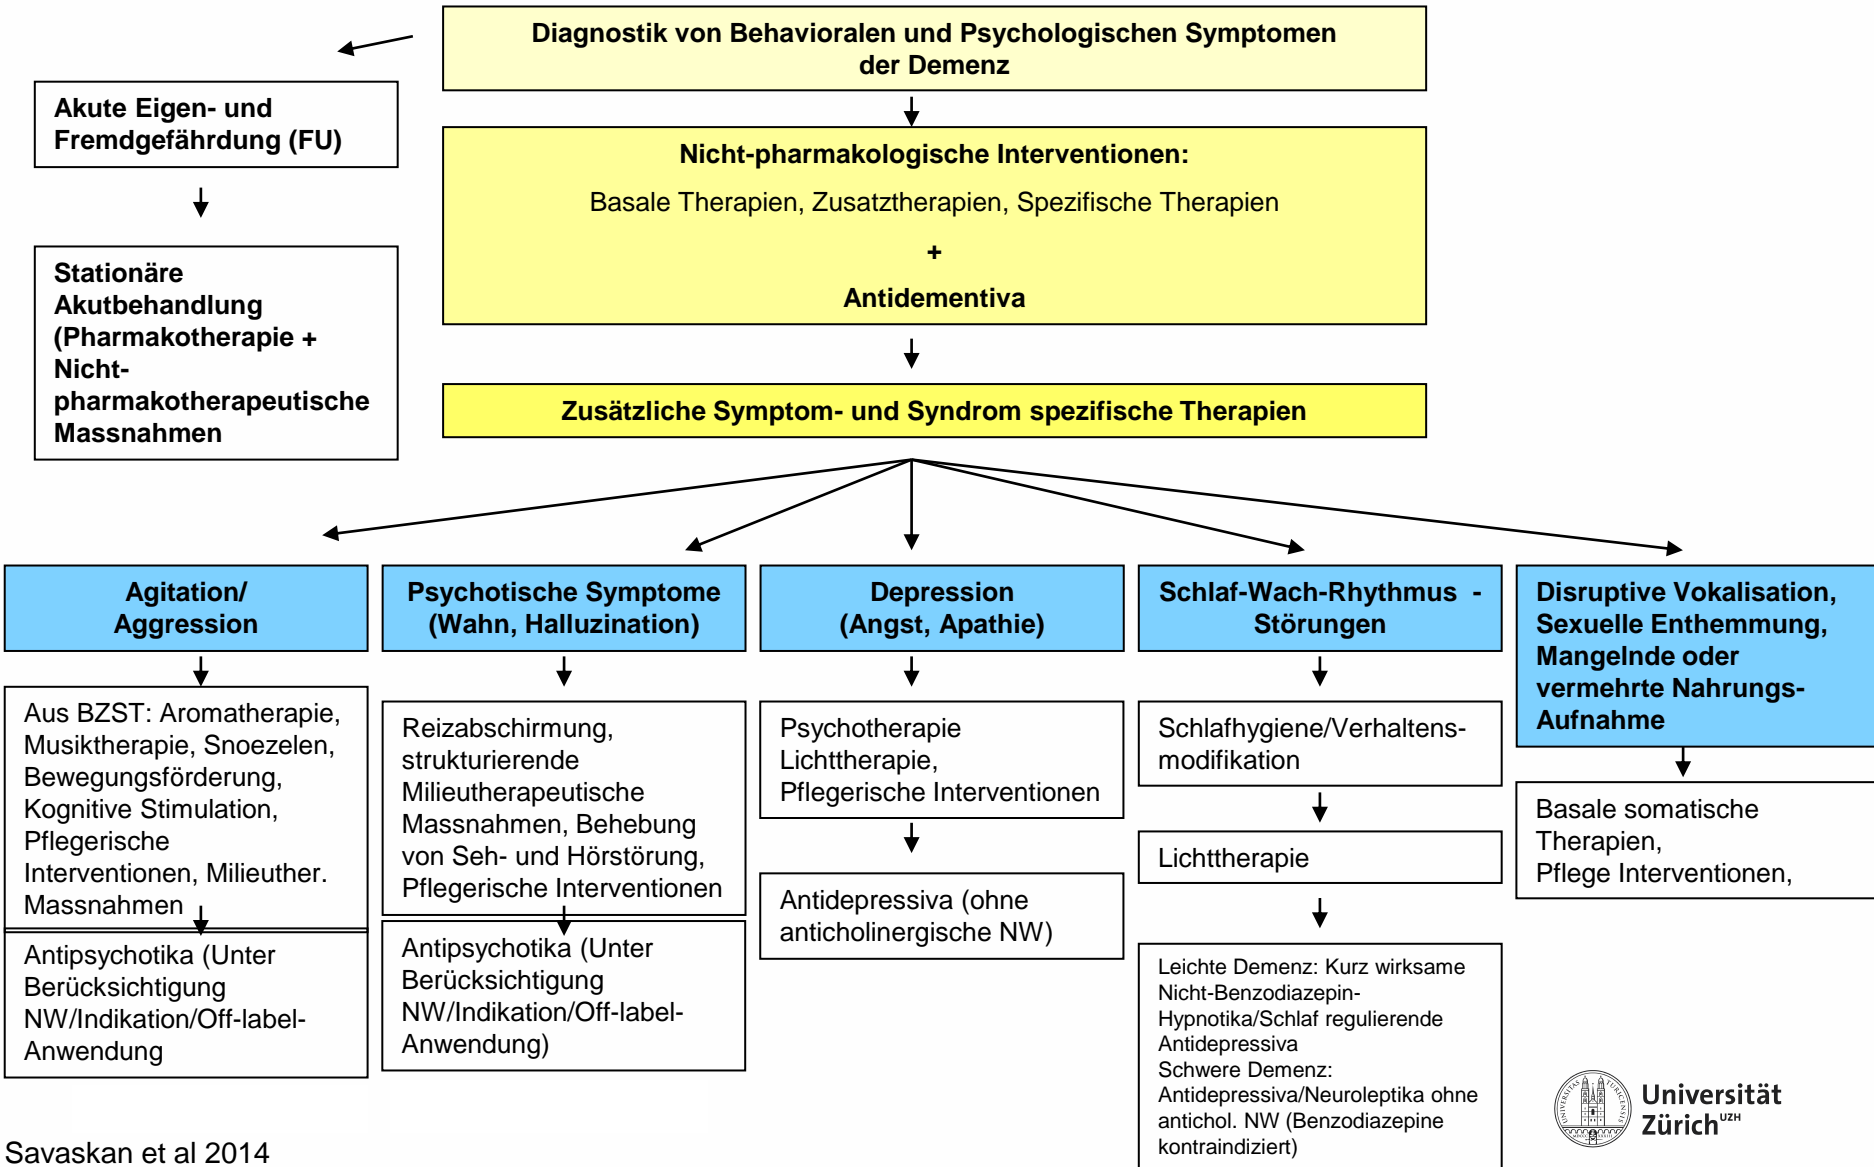 Diagnostik von Behavioralen und Psychologischen Symptomen
der Demenz
Akute Eigen- und
Fremdgefährdung (FU)
Stationäre
Akutbehandlung
(Pharmakotherapie +
Nicht-
pharmakotherapeutische
Massnahmen
Nicht-pharmakologische Interventionen:
Basale Therapien, Zusatztherapien, Spezifische Therapien
+
Antidementiva
Zusätzliche Symptom- und Syndrom spezifische Therapien
Agitation/
Aggression
Aus BZST: Aromatherapie,
Musiktherapie, Snoezelen,
Bewegungsförderung,
Kognitive Stimulation,
Pflegerische
Interventionen, Milieuther.
Massnahmen
Antipsychotika (Unter
Berücksichtigung
NW/Indikation/Off-label-
Anwendung
Psychotische Symptome
(Wahn, Halluzination)
Reizabschirmung,
strukturierende
Milieutherapeutische
Massnahmen, Behebung
von Seh- und Hörstörung,
Pflegerische Interventionen
Antipsychotika (Unter
Berücksichtigung
NW/Indikation/Off-label-
Anwendung)
Depression
(Angst, Apathie)
Psychotherapie
Lichttherapie,
Pflegerische Interventionen
Antidepressiva (ohne
anticholinergische NW)
Schlaf-Wach-Rhythmus -
Störungen
Schlafhygiene/Verhaltens-
modifikation
Lichttherapie
Leichte Demenz: Kurz wirksame
Nicht-Benzodiazepin-
Hypnotika/Schlaf regulierende
Antidepressiva
Schwere Demenz:
Antidepressiva/Neuroleptika ohne
antichol. NW (Benzodiazepine
kontraindiziert)
Disruptive Vokalisation,
Sexuelle Enthemmung,
Mangelnde oder
vermehrte Nahrungs-
Aufnahme
Basale somatische
Therapien,
Pflege Interventionen,
Savaskan et al 2014
Universität
Zürich UZH